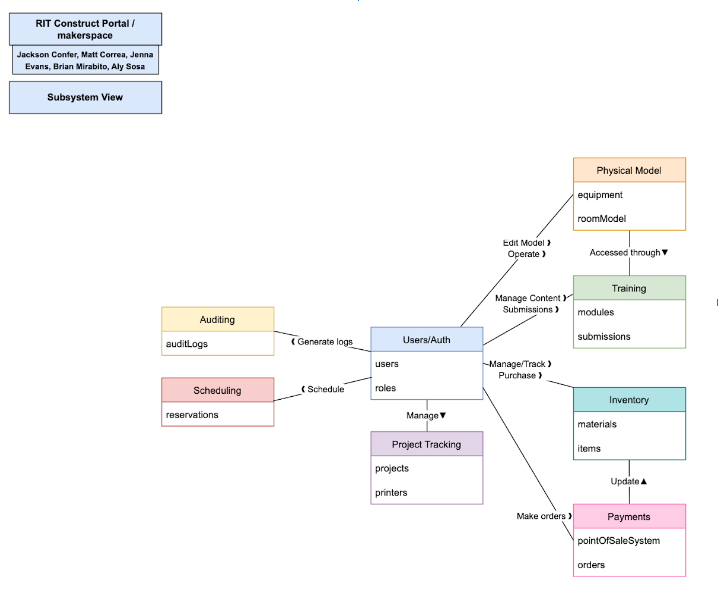 RIT Construct Portal /
makerspace
Jackson Confer, Matt Correa, Jenna
Evans, Brian Mirabito, Aly Sosa
Subsystem View
Physical Model
equipment
roomModel
Edit Model ❫
Operate ❫
Accessed through▼
Training
modules
submissions
Manage Content ❫
Submissions ❫
Auditing
auditLogs
❪ Generate logs
Users/Auth
users
roles
Scheduling
reservations
❪ Schedule
Manage/Track ❫
Purchase ❫
Inventory
materials
items
Manage▼
Project Tracking
projects
printers
Update▲
Make orders ❫
Payments
pointOfSaleSystem
orders